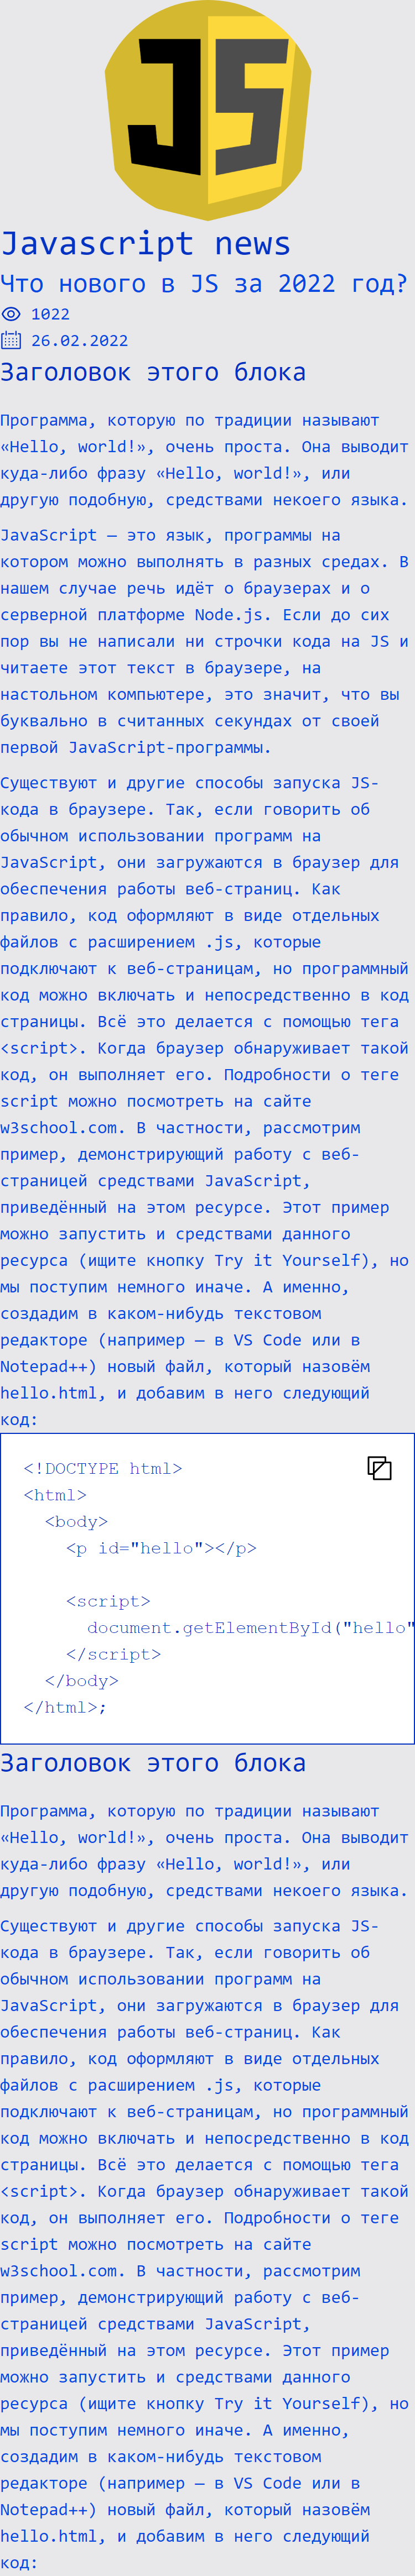 JS
Javascript news
Что нового в JS за 2022 год?
1022
26.02.2022
Заголовок этого блока
Программа, которую по традиции называют
«Hello, world!», очень проста. Она выводит
куда-либо фразу «Hello, world!», или
другую подобную, средствами некоего языка.
JavaScript — это язык, программы на
котором можно выполнять в разных средах. В
нашем случае речь идёт о браузерах и о
серверной платформе Node.js. Если до сих
пор вы не написали ни строчки кода на JS и
читаете этот текст в браузере, на
настольном компьютере, это значит, что вы
буквально в считанных секундах от своей
первой JavaScript-программы.
Существуют и другие способы запуска JS-
кода в браузере. Так, если говорить об
обычном использовании программ на
JavaScript, они загружаются в браузер для
обеспечения работы веб-страниц. Как
правило, код оформляют в виде отдельных
файлов с расширением .js, которые
подключают к веб-страницам, но программный
код можно включать и непосредственно в код
страницы. Всё это делается с помощью тега
<script>. Когда браузер обнаруживает такой
код, он выполняет его. Подробности о теге
script можно посмотреть на сайте
w3school.com. В частности, рассмотрим
пример, демонстрирующий работу с веб-
страницей средствами JavaScript,
приведённый на этом ресурсе. Этот пример
можно запустить и средствами данного
ресурса (ищите кнопку Try it Yourself), но
мы поступим немного иначе. А именно,
создадим в каком-нибудь текстовом
редакторе (например — в VS Code или в
Notepad++) новый файл, который назовём
hello.html, и добавим в него следующий
код:
<!DOCTYPE html>
<html>
<body>
<p id="hello"></p>
<script>
document.getElementById("hello"
</script>
</body>
</html>;
Заголовок этого блока
Программа, которую по традиции называют
«Hello, world!», очень проста. Она выводит
куда-либо фразу «Hello, world!», или
другую подобную, средствами некоего языка.
Существуют и другие способы запуска JS-
кода в браузере. Так, если говорить об
обычном использовании программ на
JavaScript, они загружаются в браузер для
обеспечения работы веб-страниц. Как
правило, код оформляют в виде отдельных
файлов с расширением .js, которые
подключают к веб-страницам, но программный
код можно включать и непосредственно в код
страницы. Всё это делается с помощью тега
<script>. Когда браузер обнаруживает такой
код, он выполняет его. Подробности о теге
script можно посмотреть на сайте
w3school.com. В частности, рассмотрим
пример, демонстрирующий работу с веб-
страницей средствами JavaScript,
приведённый на этом ресурсе. Этот пример
можно запустить и средствами данного
ресурса (ищите кнопку Try it Yourself), но
мы поступим немного иначе. А именно,
создадим в каком-нибудь текстовом
редакторе (например — в VS Code или в
Notepad++) новый файл, который назовём
hello.html, и добавим в него следующий
код: